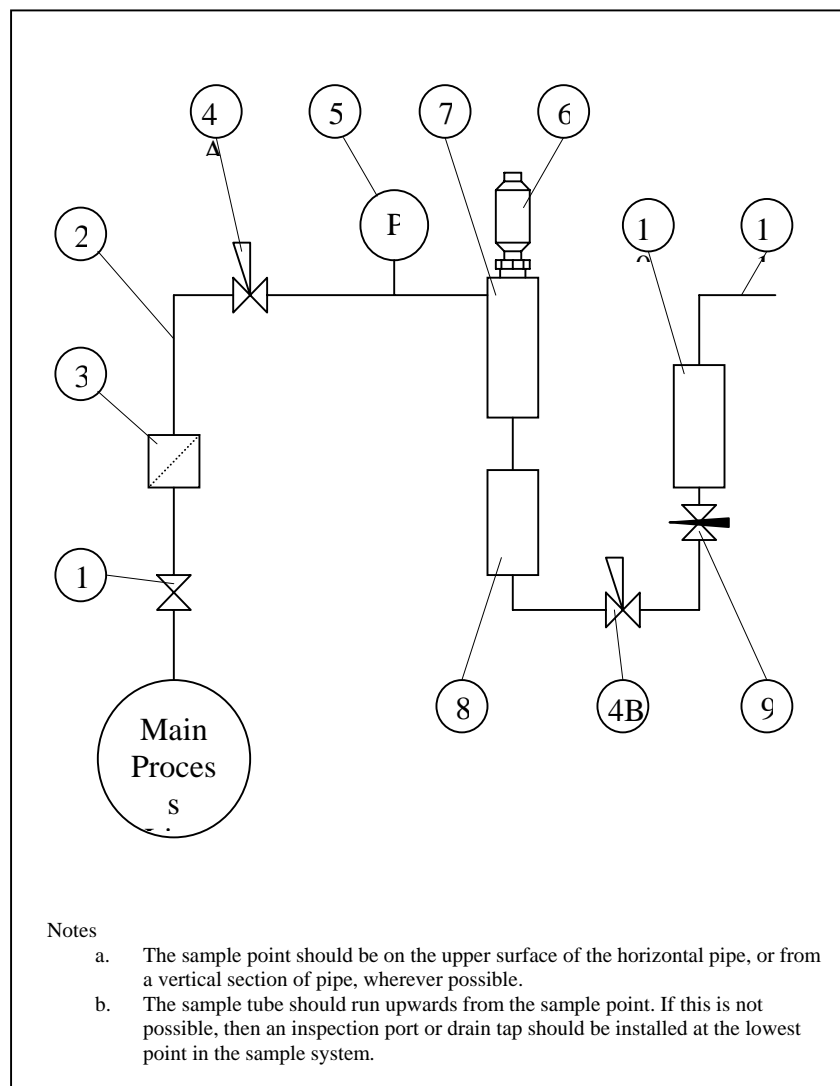 4
5
7
6
2
P
3
1
8
4B
9
Main
Proces
s
Notes
a. The sample point should be on the upper surface of the horizontal pipe, or from
a vertical section of pipe, wherever possible.
b. The sample tube should run upwards from the sample point. If this is not
possible, then an inspection port or drain tap should be installed at the lowest
point in the sample system.